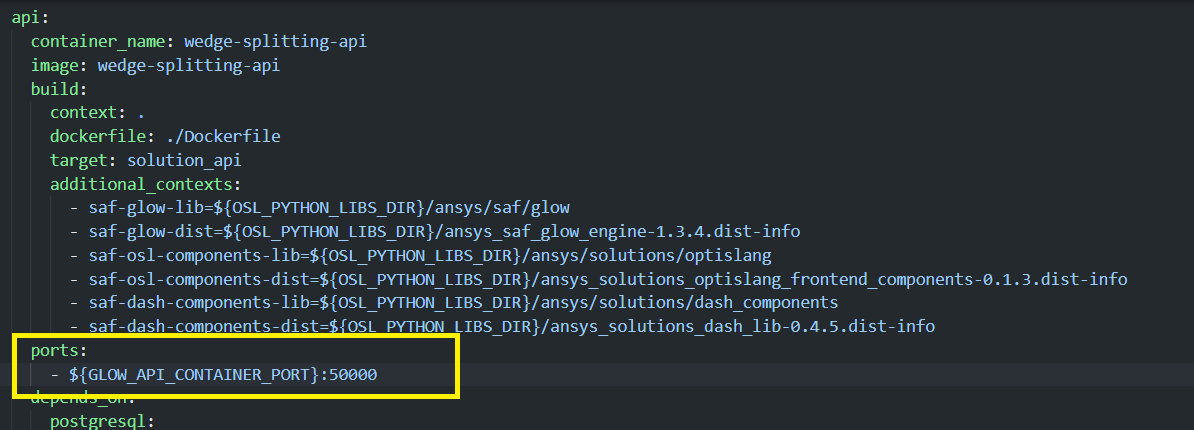 api:
container_name: wedge-splitting-api
image: wedge-splitting-api
build:
context: .
dockerfile: ./Dockerfile
target: solution_api
additional_contexts:
- saf-glow-lib=${OSL_PYTHON_LIBS_DIR}/ansys/saf/glow
- saf-glow-dist=${OSL_PYTHON_LIBS_DIR}/ansys_saf_glow_engine-1.3.4.dist-info
- saf-osl-components-lib=${OSL_PYTHON_LIBS_DIR}/ansys/solutions/optislang
- saf-osl-components-dist=${OSL_PYTHON_LIBS_DIR}/ansys_solutions_optislang_frontend_components-0.1.3.dist-info
- saf-dash-components-lib=${OSL_PYTHON_LIBS_DIR}/ansys/solutions/dash_components
- saf-dash-components-dist=${OSL_PYTHON_LIBS_DIR}/ansys_solutions_dash_lib-0.4.5.dist-info
ports:
- ${GLOW_API_CONTAINER_PORT}:50000
depends_on:
postgresql: